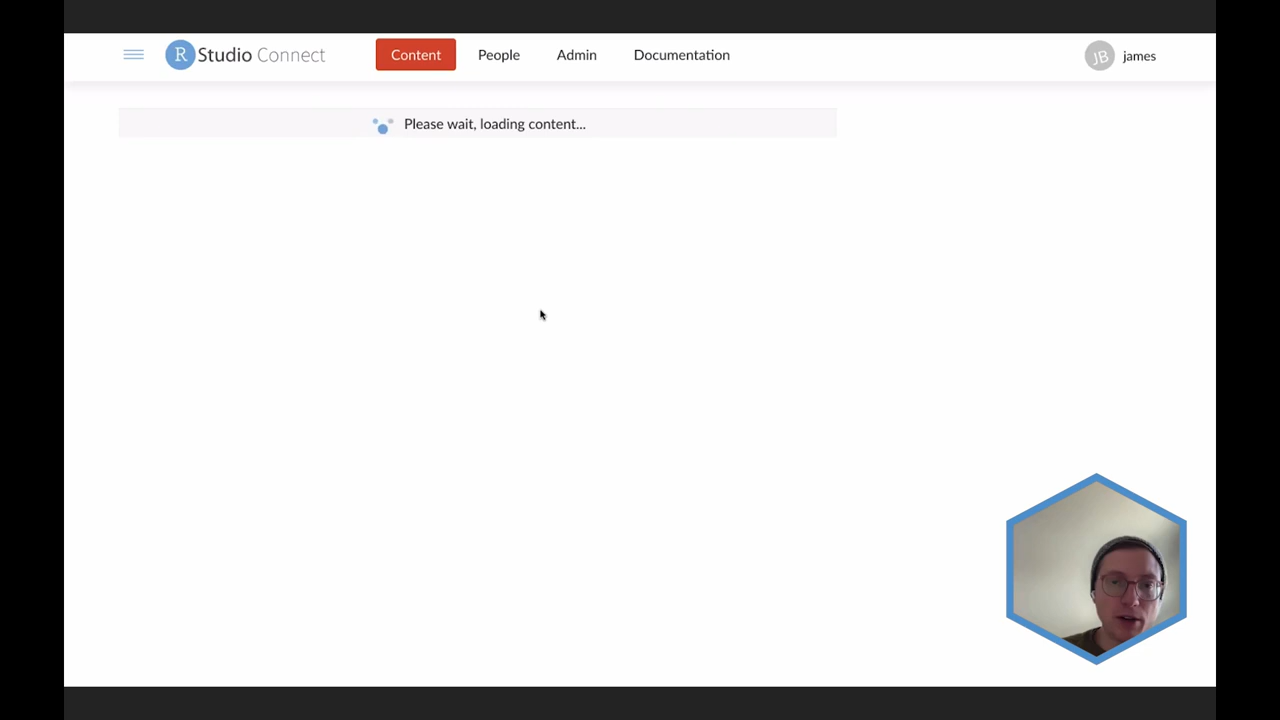 R Studio Connect Content People Admin Documentation JB james
Please wait, loading content...